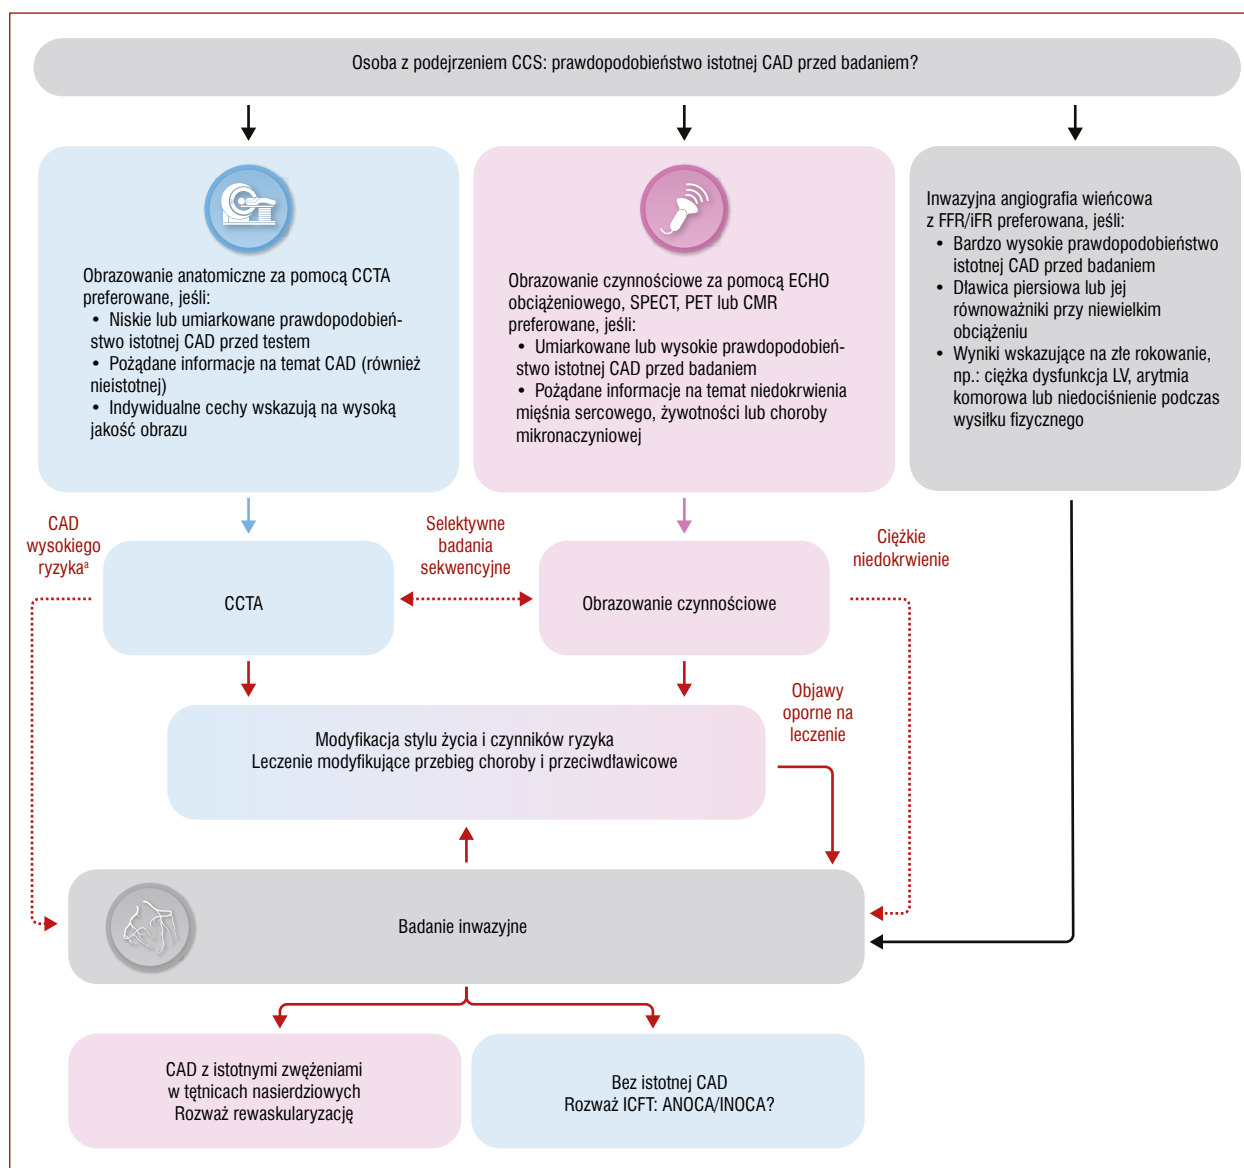 Osoba z podejrzeniem CCS: prawdopodobieństwo istotnej CAD przed badaniem?
Obrazowanie anatomiczne za pomocą CCTA
preferowane, jeśli:
• Niskie lub umiarkowane prawdopodobień-
stwo istotnej CAD przed testem
• Pożądane informacje na temat CAD (również
nieistotnej)
• Indywidualne cechy wskazują na wysoką
jakość obrazu
Obrazowanie czynnościowe za pomocą ECHO
obciążeniowego, SPECT, PET lub CMR
preferowane, jeśli:
• Umiarkowane lub wysokie prawdopodobień-
stwo istotnej CAD przed badaniem
• Pożądane informacje na temat niedokrwienia
mięśnia sercowego, żywotności lub choroby
mikronaczyniowej
Inwazyjna angiografia wieńcowa
z FFR/iFR preferowana, jeśli:
• Bardzo wysokie prawdopodobieństwo
istotnej CAD przed badaniem
• Dławica piersiowa lub jej
równoważniki przy niewielkim
obciążeniu
• Wyniki wskazujące na złe rokowanie,
np.: ciężka dysfunkcja LV, arytmia
komorowa lub niedociśnienie podczas
wysiłku fizycznego
CAD
wysokiego
ryzykaᵃ
Selektywne
badania
sekwencyjne
Ciężkie
niedokrwienie
CCTA
Obrazowanie czynnościowe
Objawy
oporne na
leczenie
Modyfikacja stylu życia i czynników ryzyka
Leczenie modyfikujące przebieg choroby i przeciwdławicowe
Badanie inwazyjne
CAD z istotnymi zwężeniami
w tętnicach nasierdziowych
Rozważ rewaskularyzację
Bez istotnej CAD
Rozważ ICFT: ANOCA/INOCA?